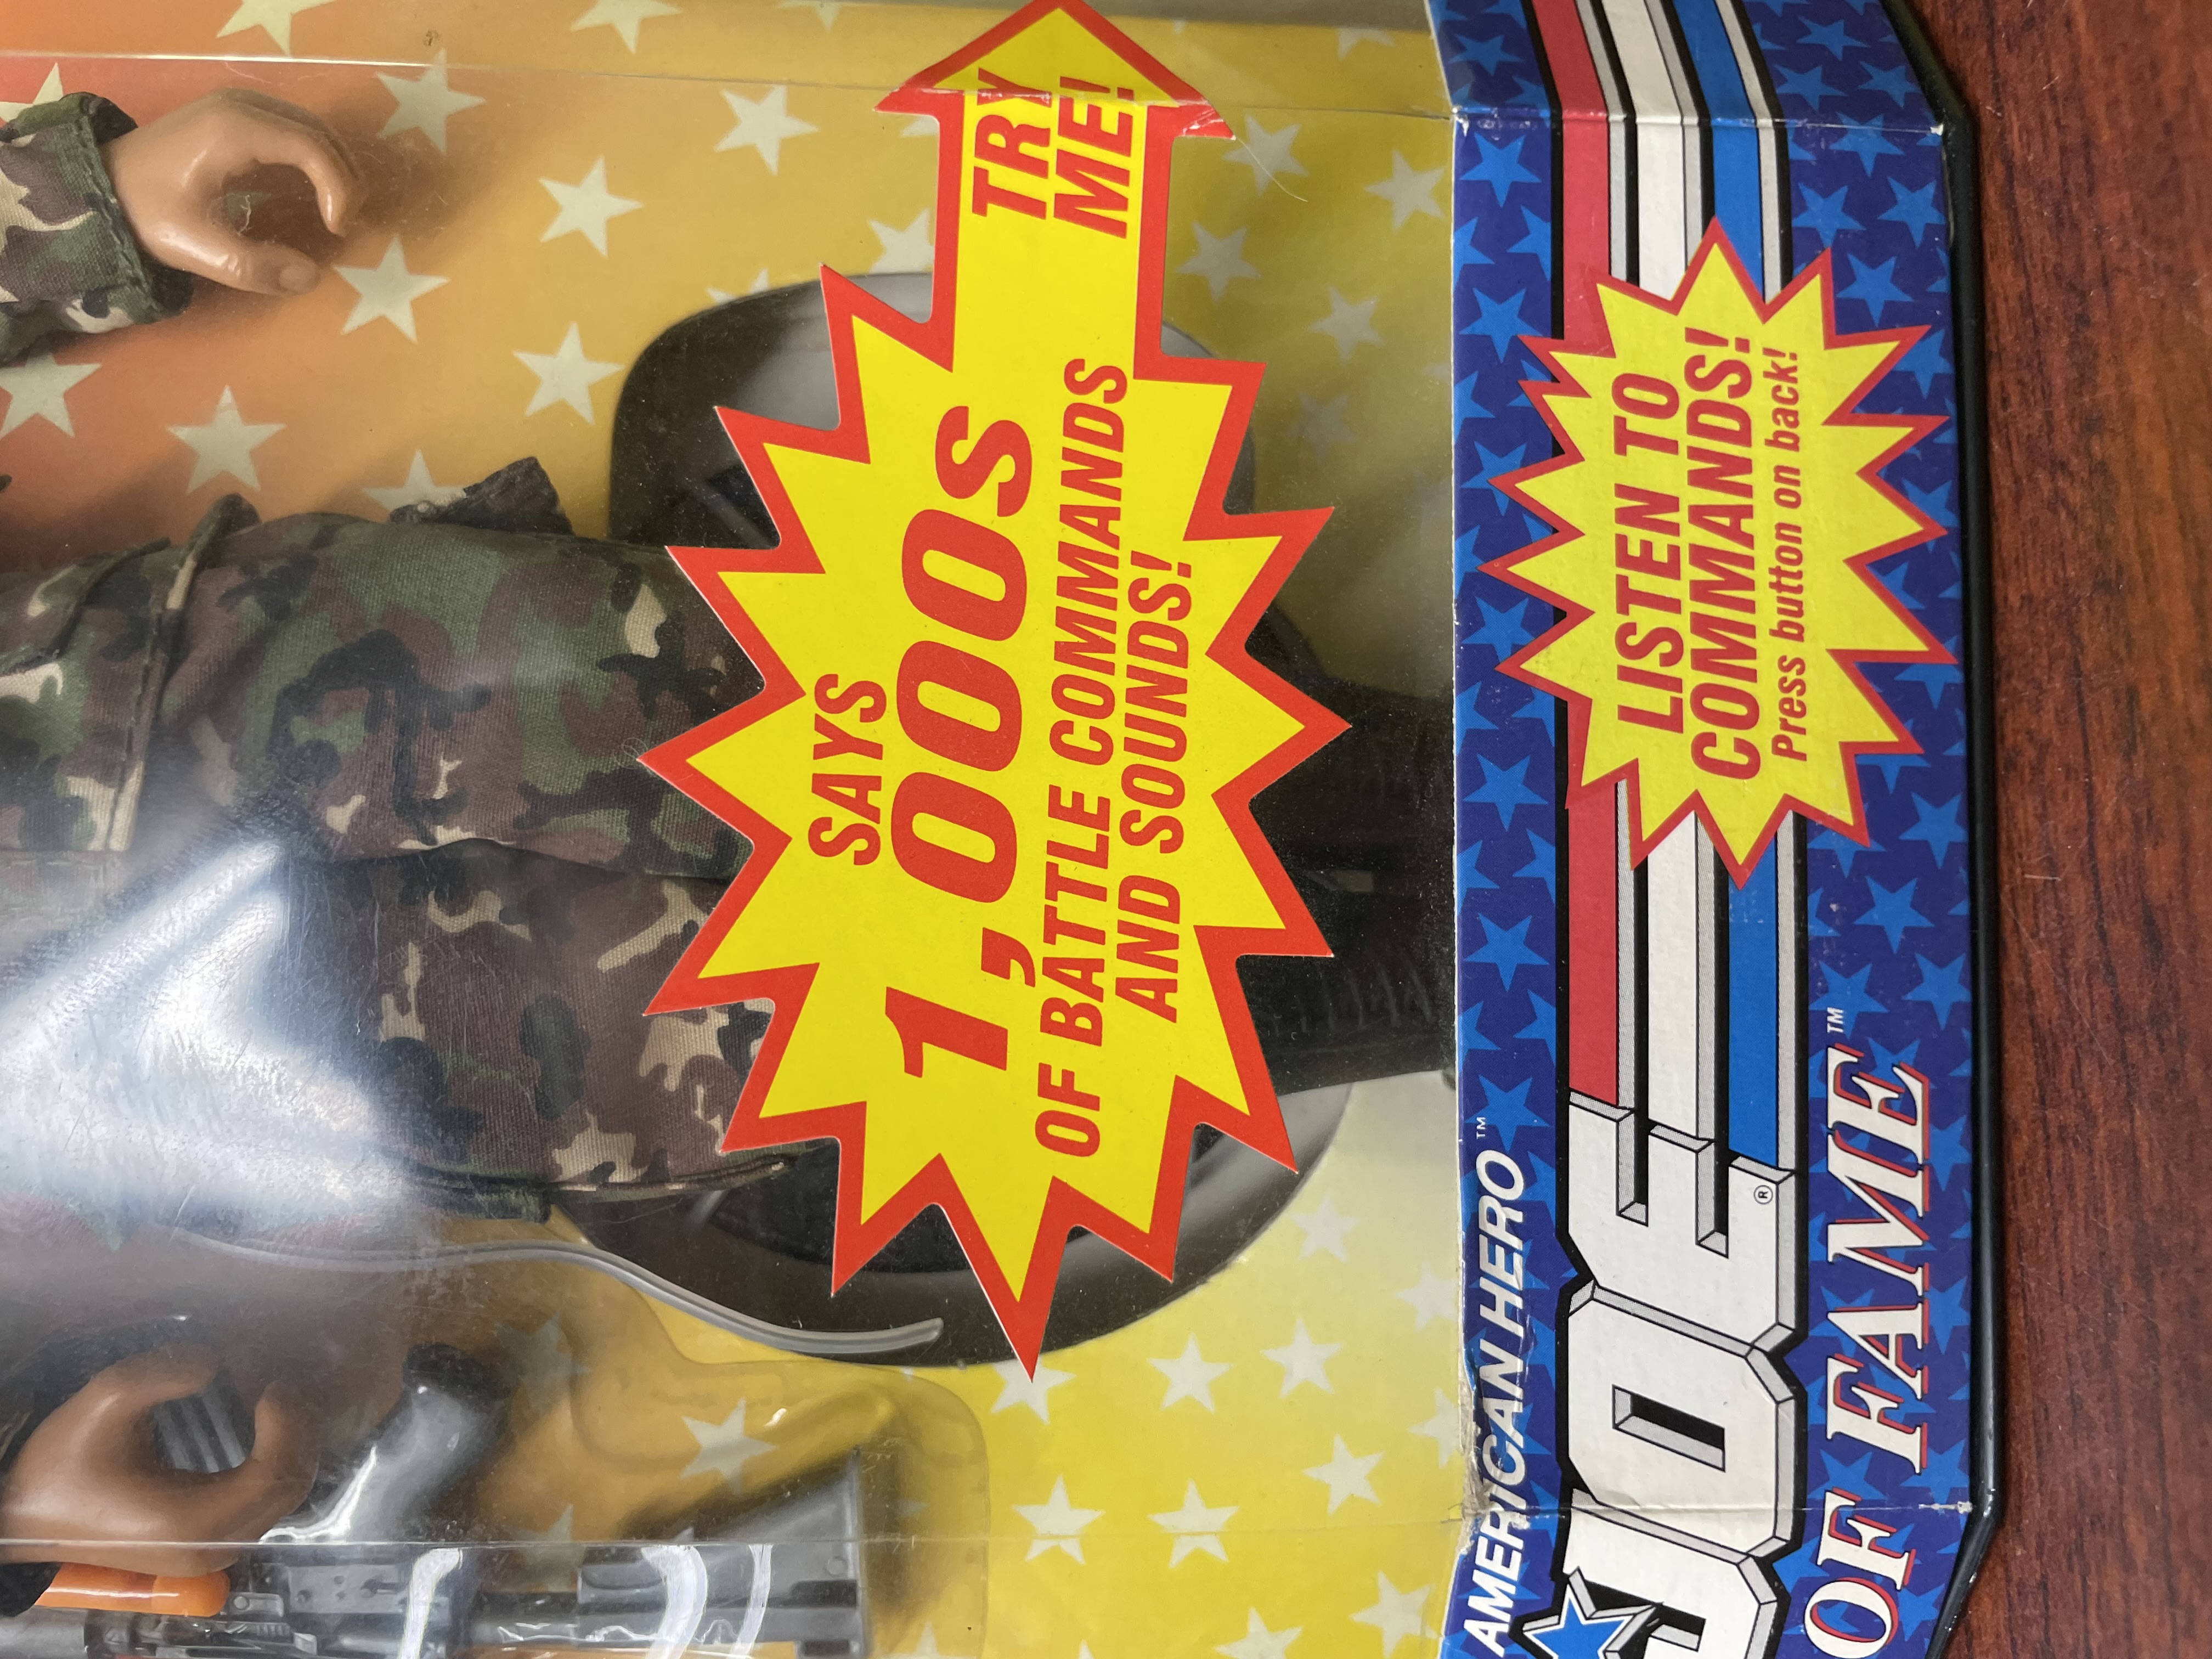 TRY
ME!
SAYS
1,000s
OF BATTLE COMMANDS
AND SOUNDS!
LISTEN TO
COMMANDS!
Press button on back!
AMERICAN HERO™
JOE®
OF FAME™